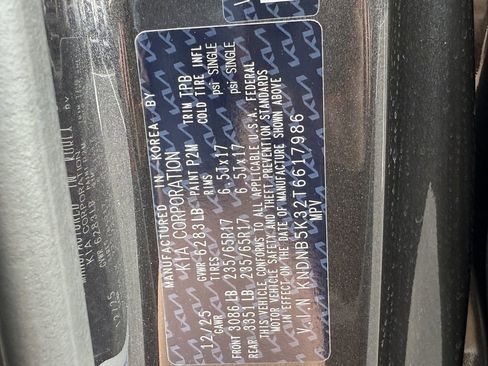 MANUFACTURED IN KOREA BY
KIA CORPORATION
12/25 GVWR 6283LB PAINT P2M TRIM TPB
GAWR TIRES RIMS COLD TIRE INFL
FRONT 3086LB 235/65R17 6.5Jx17 psi SINGLE
REAR 3351LB 235/65R17 6.5Jx17 psi SINGLE
THIS VEHICLE CONFORMS TO ALL APPLICABLE U.S.A. FEDERAL
MOTOR VEHICLE SAFETY AND THEFT PREVENTION STANDARDS
IN EFFECT ON THE DATE OF MANUFACTURE SHOWN ABOVE
V.I.N KNDNB5K32T6617986
MPV